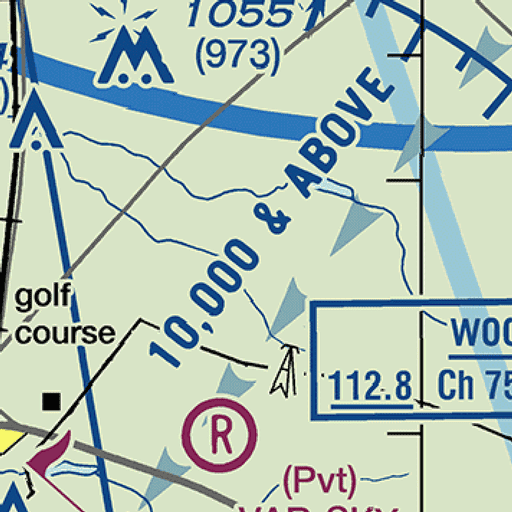 1055
(973)
10,000 & ABOVE
golf
course
112.8 Ch 75
R
(Pvt)